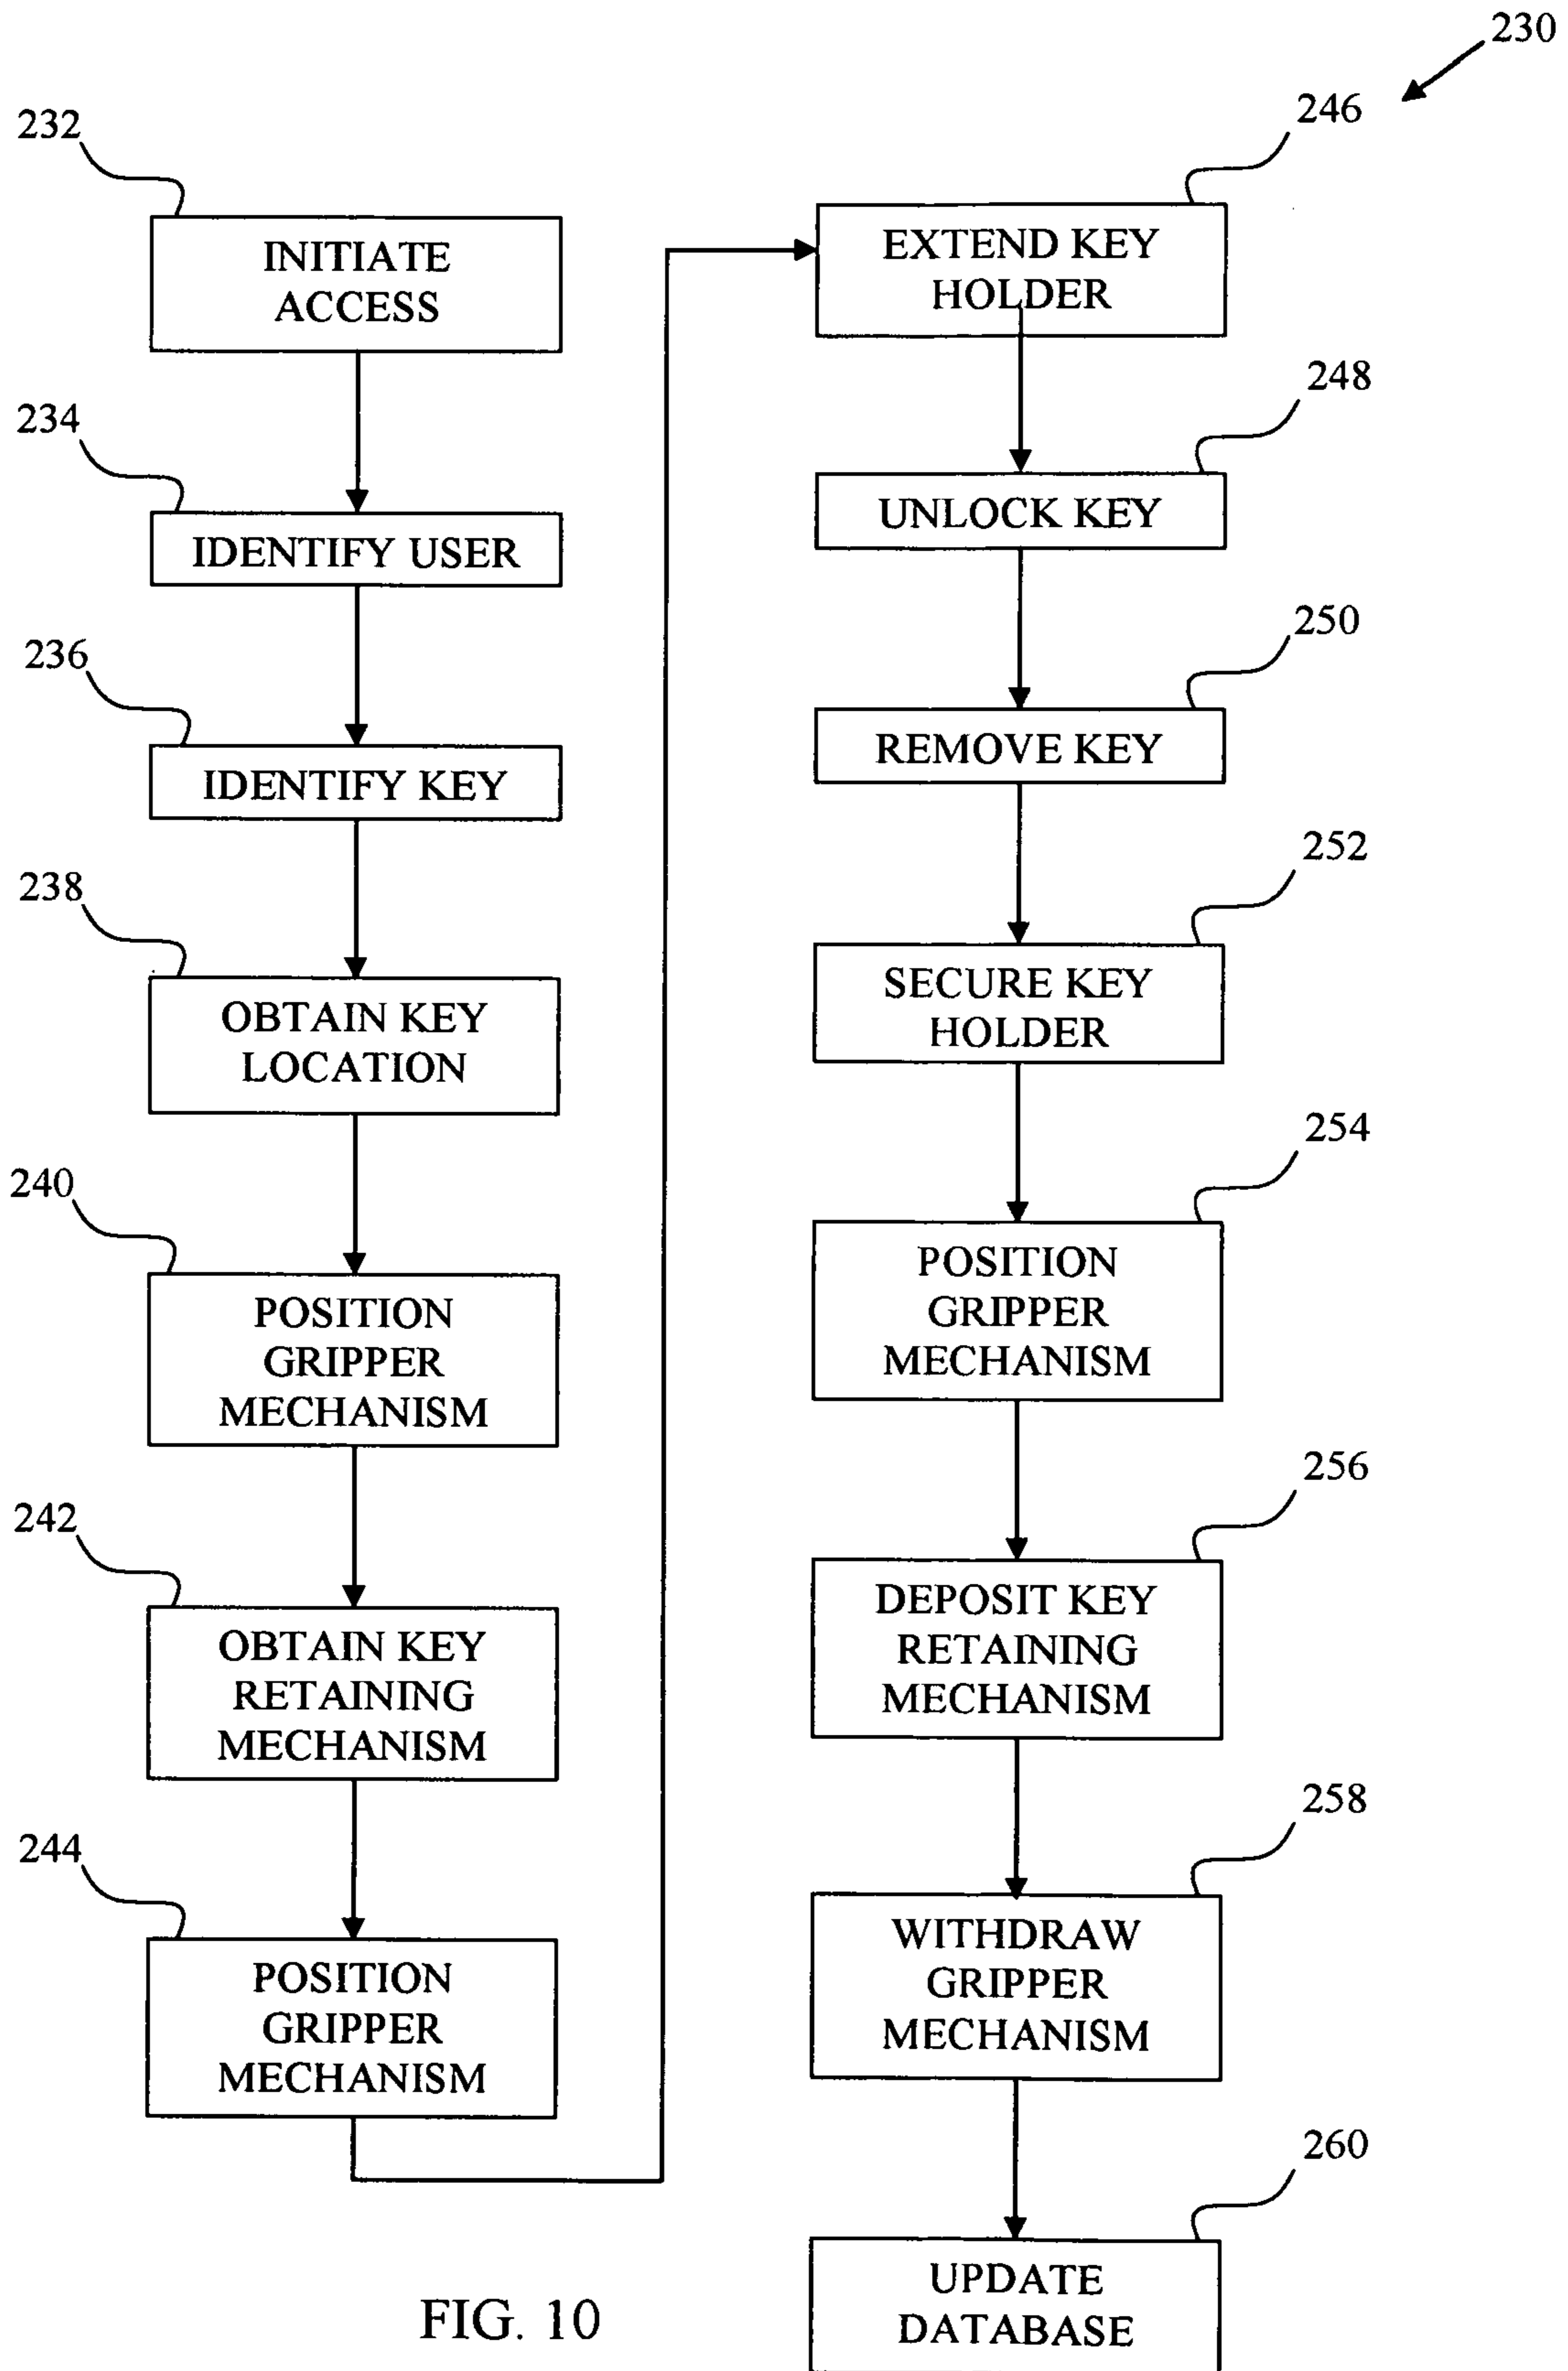 230
232
INITIATE
ACCESS
234
IDENTIFY USER
236
IDENTIFY KEY
238
OBTAIN KEY
LOCATION
240
POSITION
GRIPPER
MECHANISM
242
OBTAIN KEY
RETAINING
MECHANISM
244
POSITION
GRIPPER
MECHANISM
246
EXTEND KEY
HOLDER
248
UNLOCK KEY
250
REMOVE KEY
252
SECURE KEY
HOLDER
254
POSITION
GRIPPER
MECHANISM
256
DEPOSIT KEY
RETAINING
MECHANISM
258
WITHDRAW
GRIPPER
MECHANISM
260
UPDATE
DATABASE
FIG. 10